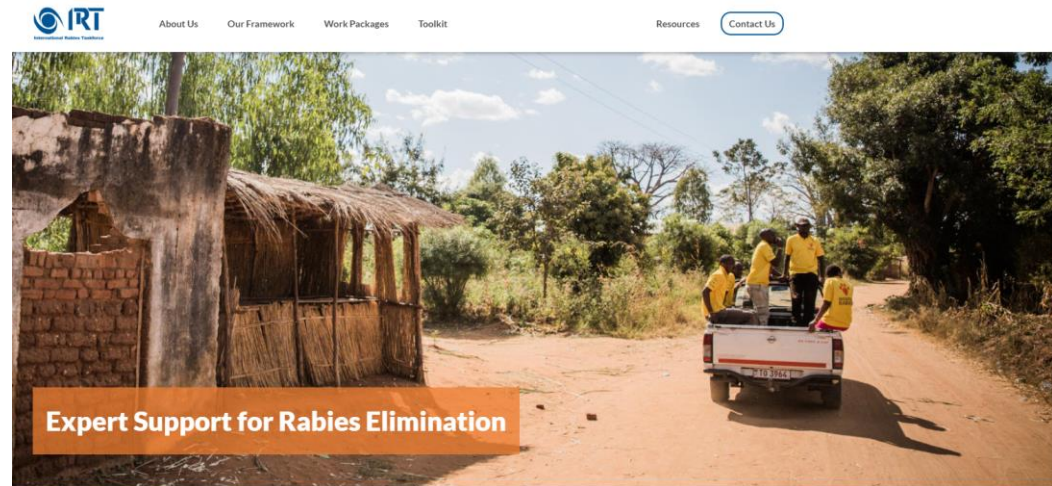 IRT
International Rabies Taskforce
About Us
Our Framework
Work Packages
Toolkit
Resources
Contact Us
Expert Support for Rabies Elimination